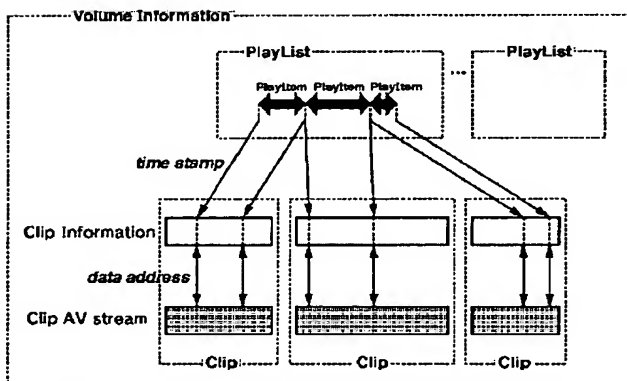 Volume Information
PlayList
PlayList
PlayItem PlayItem PlayItem
...
time stamp
Clip Information
data address
Clip AV stream
Clip
Clip
Clip